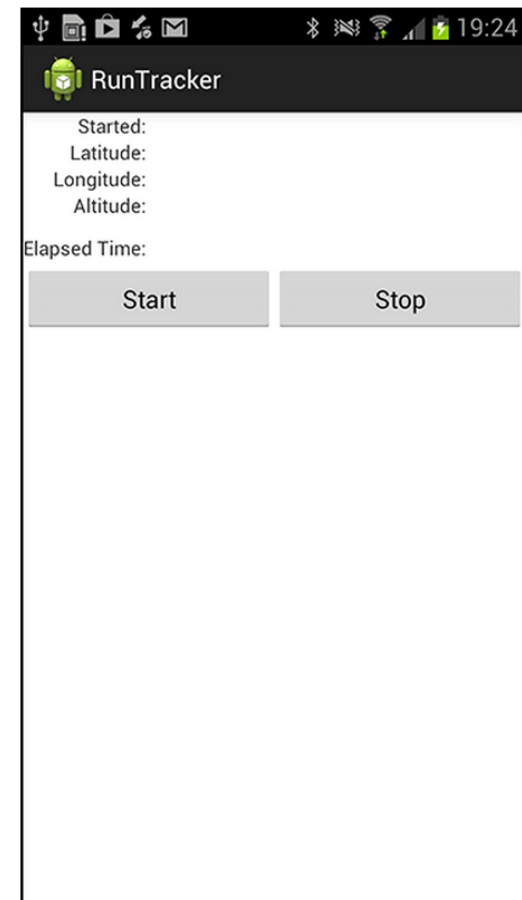 19:24
RunTracker
Started:
Latitude:
Longitude:
Altitude:
Elapsed Time:
Start Stop